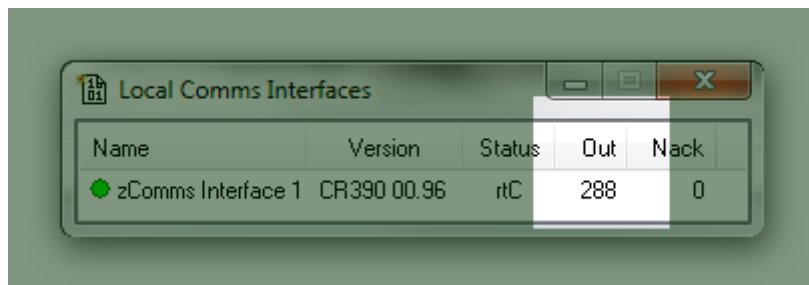 Local Comms Interfaces
Name Version Status Out Nack
zComms Interface 1 CR390 00.96 rtC 288 0